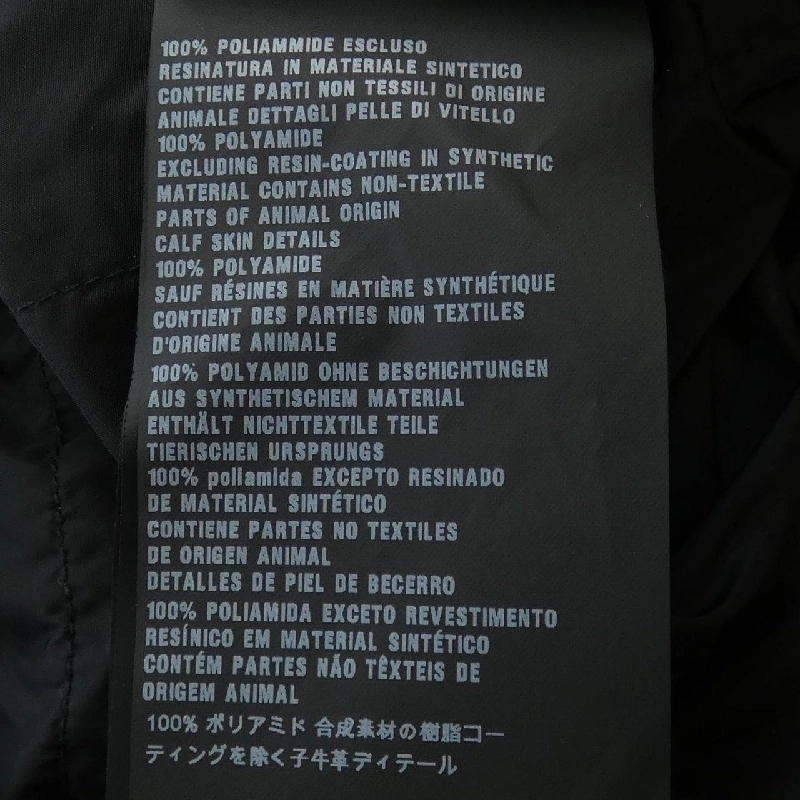 100% POLIAMMIDE ESCLUSO
RESINATURA IN MATERIALE SINTETICO
CONTIENE PARTI NON TESSILI DI ORIGINE
ANIMALE DETTAGLI PELLE DI VITELLO
100% POLYAMIDE
EXCLUDING RESIN-COATING IN SYNTHETIC
MATERIAL CONTAINS NON-TEXTILE
PARTS OF ANIMAL ORIGIN
CALF SKIN DETAILS
100% POLYAMIDE
SAUF RÉSINES EN MATIÈRE SYNTHÉTIQUE
CONTIENT DES PARTIES NON TEXTILES
D'ORIGINE ANIMALE
100% POLYAMID OHNE BESCHICHTUNGEN
AUS SYNTHETISCHEM MATERIAL
ENTHÄLT NICHTTEXTILE TEILE
TIERISCHEN URSPRUNGS
100% poliamida EXCEPTO RESINADO
DE MATERIAL SINTÉTICO
CONTIENE PARTES NO TEXTILES
DE ORIGEN ANIMAL
DETALLES DE PIEL DE BECERRO
100% POLIAMIDA EXCETO REVESTIMENTO
RESÍNICO EM MATERIAL SINTÉTICO
CONTÉM PARTES NÃO TÊXTEIS DE
ORIGEM ANIMAL
100% ポリアミド 合成素材の樹脂コー
ティングを除く子牛革ディテール